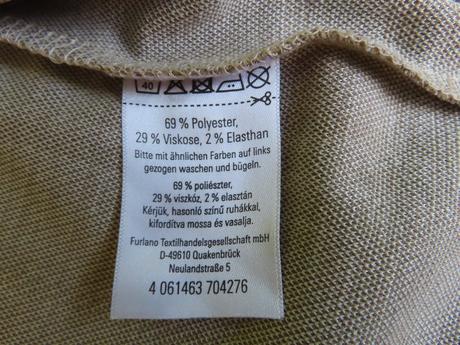 40
69 % Polyester,
29 % Viskose, 2 % Elasthan
Bitte mit ähnlichen Farben auf links
gezogen waschen und bügeln.
69 % poliészter,
29 % viszkóz, 2 % elasztán
Kérjük, hasonló színű ruhákkal,
kifordítva mossa és vasalja.
Furlano Textilhandelsgesellschaft mbH
D-49610 Quakenbrück
Neulandstraße 5
4 061463 704276